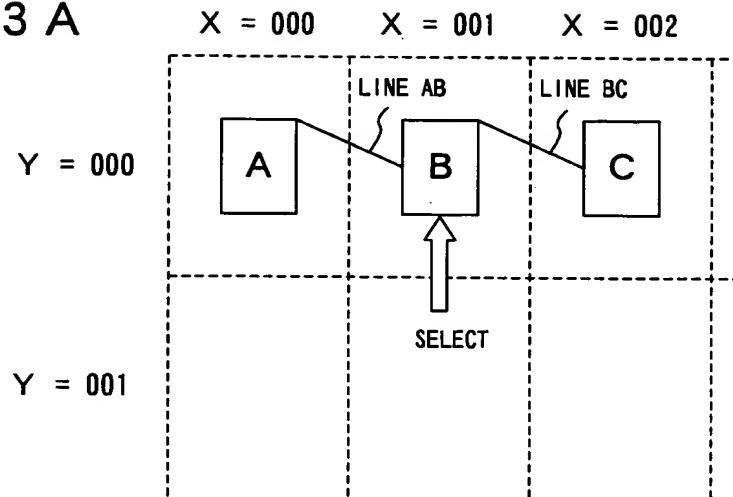 3 A
X = 000 X = 001 X = 002
LINE AB LINE BC
Y = 000 A B C
SELECT
Y = 001